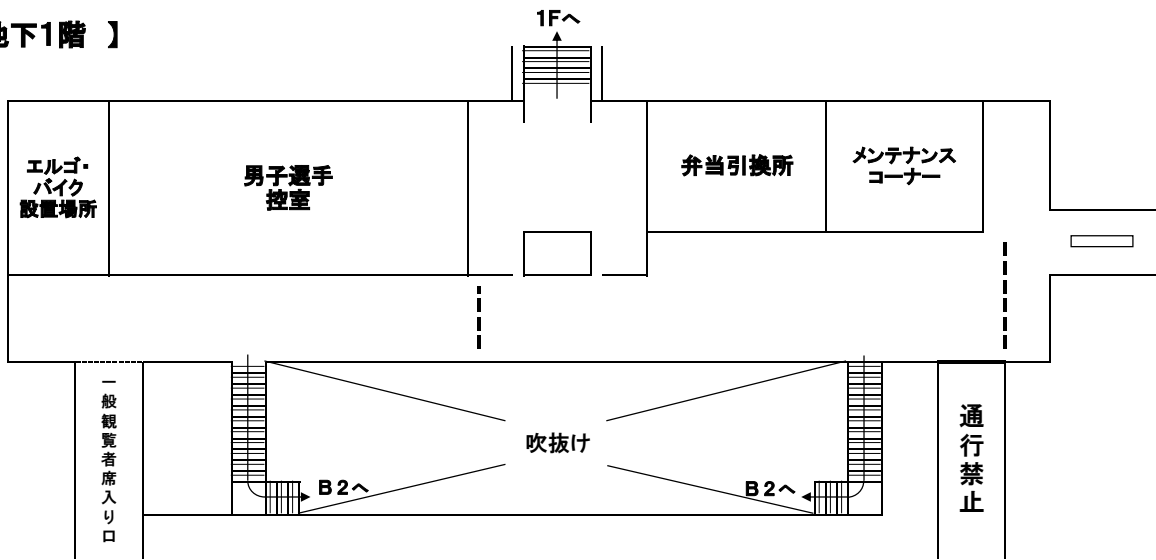 地下1階 】
1Fへ
エルゴ・
バイク
設置場所
男子選手
控室
弁当引換所
メンテナンス
コーナー
一般観覧者席入り口
吹抜け
B2へ
B2へ
通行禁止